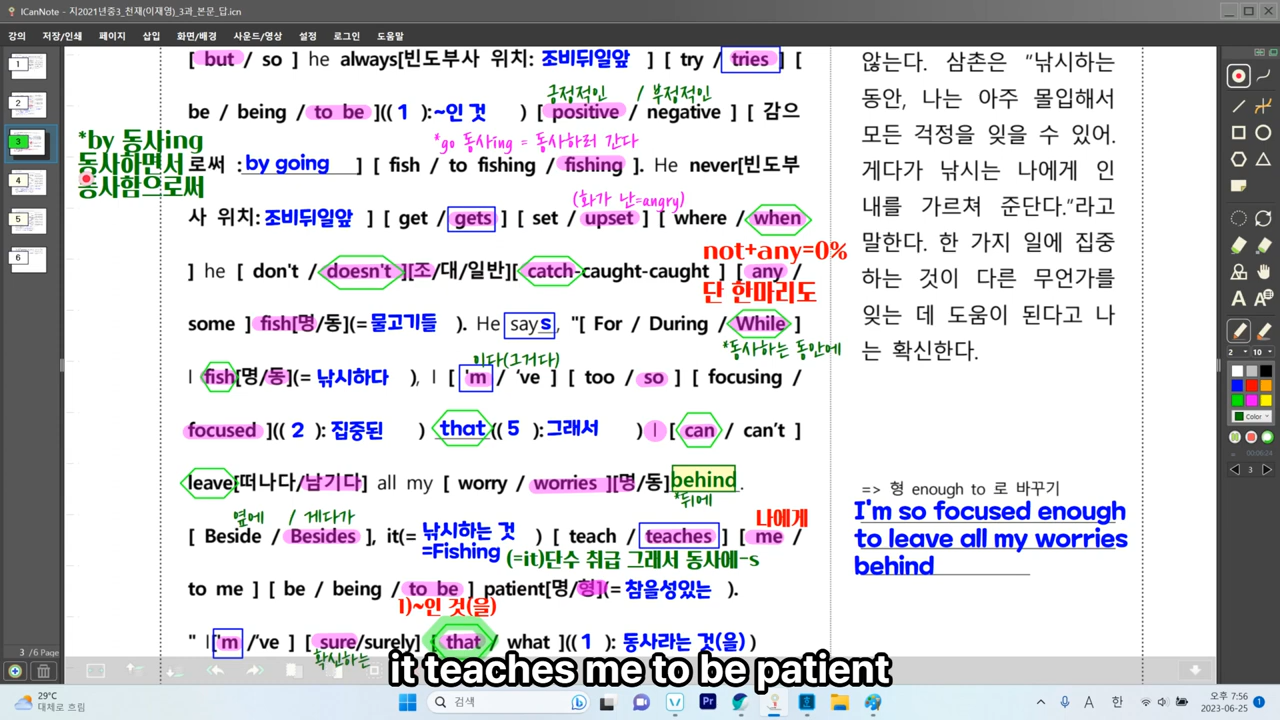 ICanNote - 지2021년중3_천재(이재영)_3과_본문_답.icn
강의 저장/인쇄 페이지 삽입 화면/배경 사운드/영상 설정 로그인 도움말
[ but / so ] he always[빈도부사 위치: 조비뒤일앞 ] [ try / tries ] [
긍정적인 / 부정적인
be / being / to be ](( 1 ):~인 것 ) [ positive / negative ] [ 감으
*go 동사ing = 동사하러 간다
로써 : by going ] [ fish / to fishing / fishing ]. He never[빈도부
(화가 난=angry)
사 위치: 조비뒤일앞 ] [ get / gets ] [ set / upset ] [ where / when
not+any=0%
] he [ don't / doesn't ][조/대/일반][ catch-caught-caught ] [ any /
단 한마리도
some ] fish[명/동](= 물고기들 ). He says, "[ For / During / While ]
*동사하는 동안에
이다(그거다)
I fish[명/동](= 낚시하다 ), I [ 'm / 've ] [ too / so ] [ focusing /
focused ](( 2 ): 집중된 ) that (( 5 ):그래서 ) I [ can / can't ]
leave[떠나다/남기다] all my [ worry / worries ][명/동] behind .
*뒤에
옆에 / 게다가
나에게
[ Beside / Besides ], it(= 낚시하는 것 =Fishing ) [ teach / teaches ] [ me /
(=it)단수 취급 그래서 동사에-s
to me ] [ be / being / to be ] patient[명/형](= 참을성있는 ).
1)~인 것(을)
" I['m /'ve ] [ sure/surely] [ that / what ](( 1 ): 동사라는 것(을) )
확신하는
*by 동사ing
동사하면서
동사함으로써
않는다. 삼촌은 "낚시하는
동안, 나는 아주 몰입해서
모든 걱정을 잊을 수 있어.
게다가 낚시는 나에게 인
내를 가르쳐 준단다."라고
말한다. 한 가지 일에 집중
하는 것이 다른 무언가를
잊는 데 도움이 된다고 나
는 확신한다.
=> 형 enough to 로 바꾸기
I'm so focused enough
to leave all my worries
behind
it teaches me to be patient
1
2
3
4
5
6
3 /6 Pages
2 10
Color
00:06:24
3
29°C
대체로 흐림
검색
A 한
오후 7:56
2023-06-25